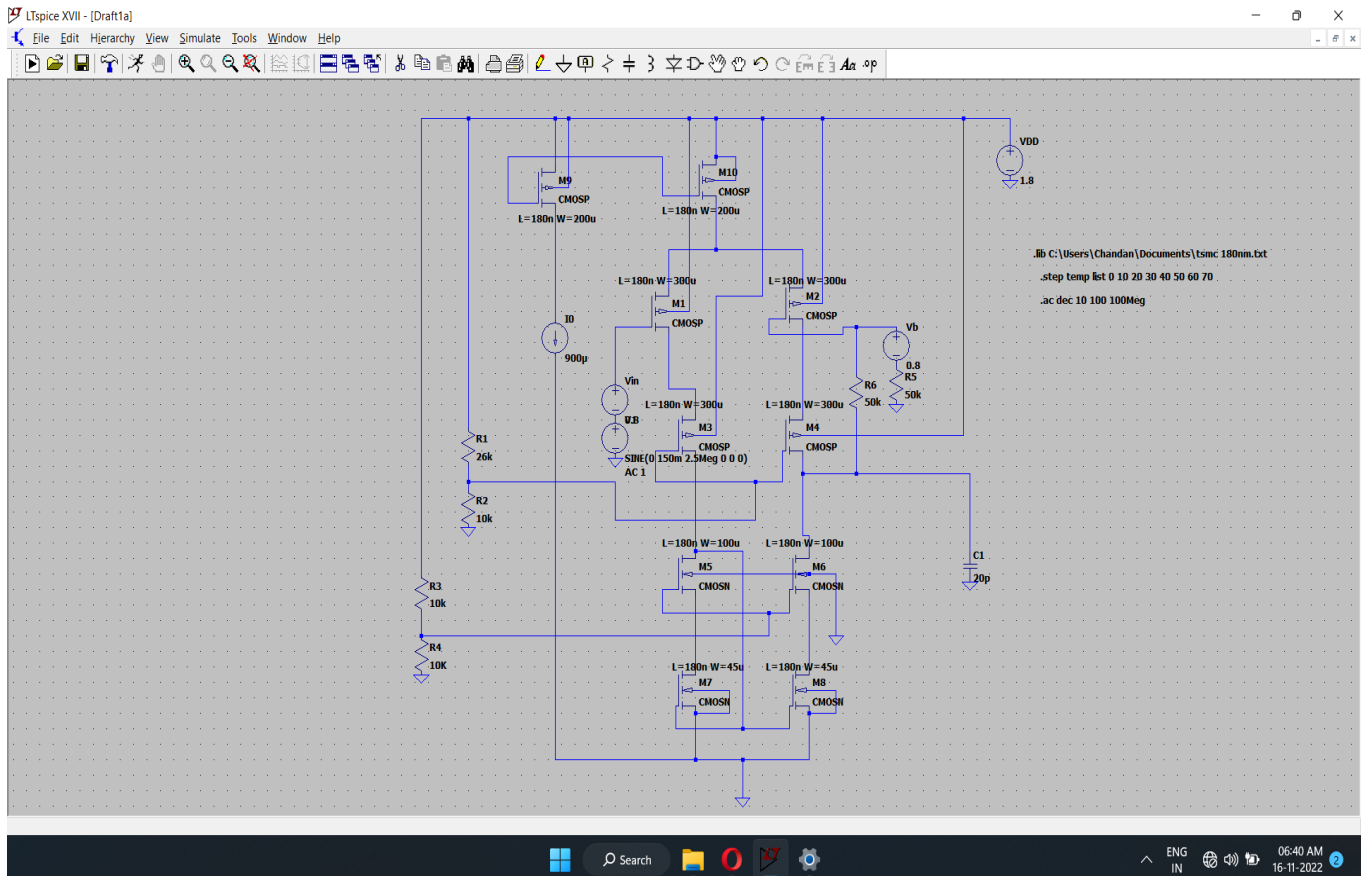 LTspice XVII - [Draft1a]
File Edit Hierarchy View Simulate Tools Window Help
Aa .op
VDD
1.8
M9
CMOSP
L=180n W=200u
M10
CMOSP
L=180n W=200u
.lib C:\Users\Chandan\Documents\tsmc 180nm.txt
.step temp list 0 10 20 30 40 50 60 70
.ac dec 10 100 100Meg
L=180n W=300u
M1
CMOSP
L=180n W=300u
M2
CMOSP
I0
900µ
Vb
0.8
R5
50k
R6
50k
Vin
SINE(0 150m 2.5Meg 0 0 0)
AC 1
L=180n W=300u
M3
CMOSP
L=180n W=300u
M4
CMOSP
R1
26k
R2
10k
L=180n W=100u
M5
CMOSN
L=180n W=100u
M6
CMOSN
C1
20p
R3
10k
R4
10K
L=180n W=45u
M7
CMOSN
L=180n W=45u
M8
CMOSN
Search
ENG
IN
06:40 AM
16-11-2022
2